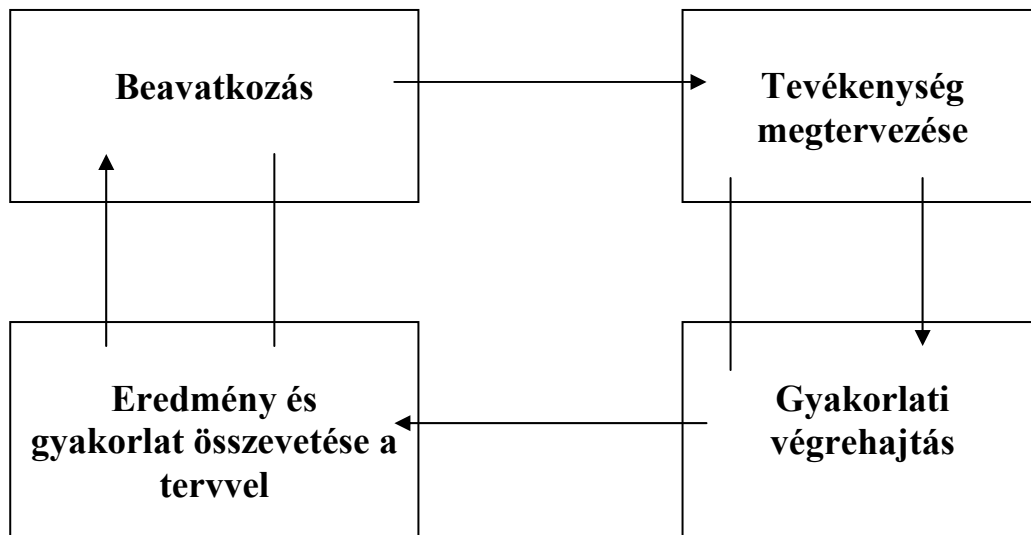 Beavatkozás
Tevékenység
megtervezése
Eredmény és
gyakorlat összevetése a
tervvel
Gyakorlati
végrehajtás